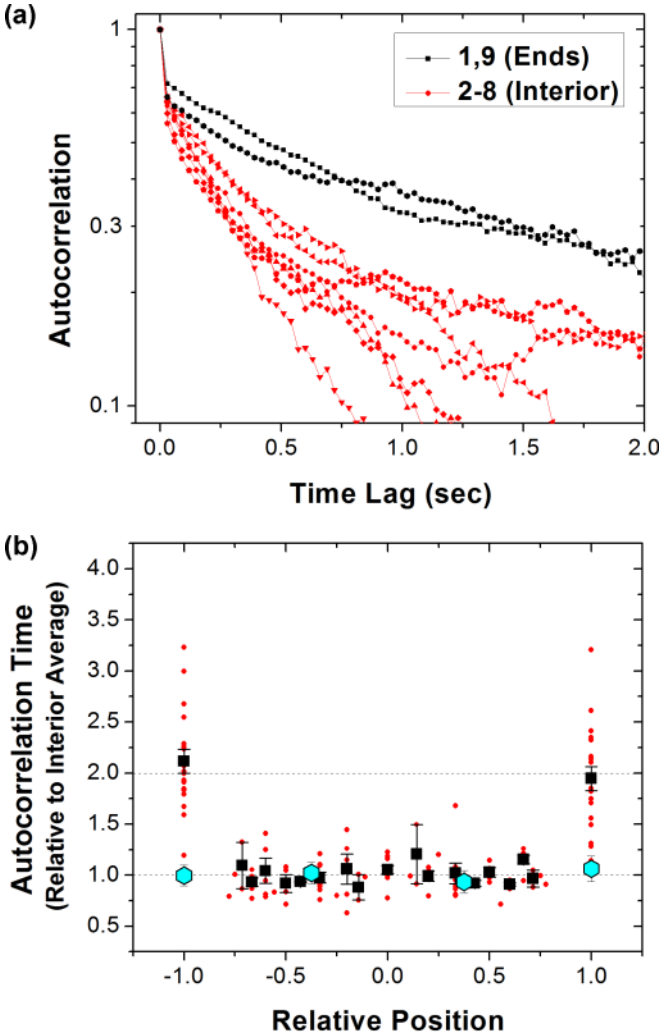 (a)
1
0.3
0.1
Autocorrelation
1,9 (Ends)
2-8 (Interior)
0.0 0.5 1.0 1.5 2.0
Time Lag (sec)
(b)
4.0
3.5
3.0
2.5
2.0
1.5
1.0
0.5
Autocorrelation Time
(Relative to Interior Average)
-1.0 -0.5 0.0 0.5 1.0
Relative Position